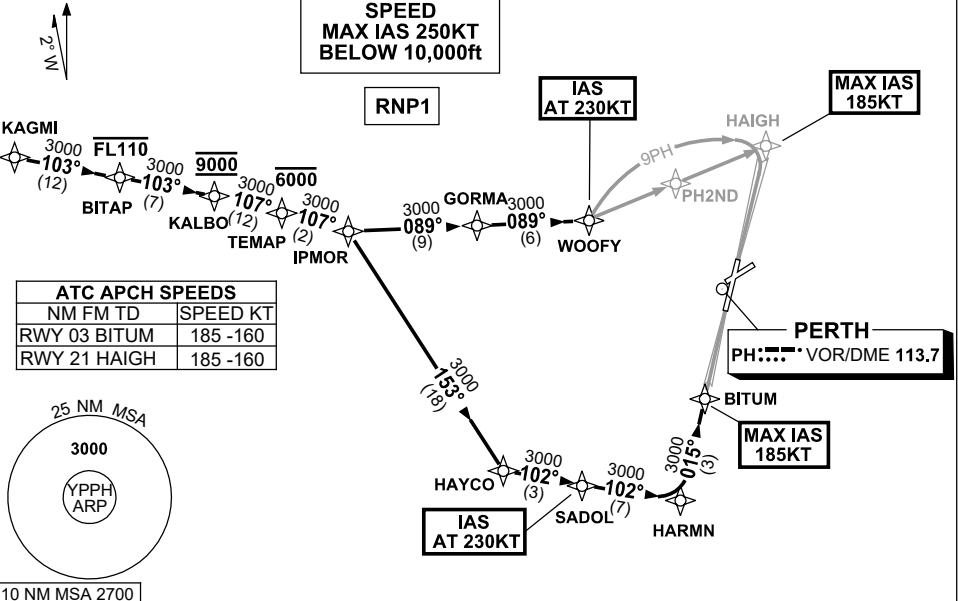 SPEED
MAX IAS 250KT
BELOW 10,000ft
2° W
RNP1
IAS
AT 230KT
MAX IAS
185KT
KAGMI
3000
103°
(12)
FL110
BITAP
3000
103°
(7)
9000
KALBO
3000
107°
(12)
6000
TEMAP
3000
107°
(2)
IPMOR
3000
089°
(9)
GORMA
3000
089°
(6)
WOOFY
9PH
PH2ND
HAIGH
ATC APCH SPEEDS
NM FM TD SPEED KT
RWY 03 BITUM 185 -160
RWY 21 HAIGH 185 -160
PERTH
PH VOR/DME 113.7
3000
153°
(18)
BITUM
MAX IAS
185KT
25 NM MSA
3000
YPPH
ARP
10 NM MSA 2700
HAYCO
3000
102°
(3)
SADOL
IAS
AT 230KT
3000
102°
(7)
HARMN
3000
015°
(3)